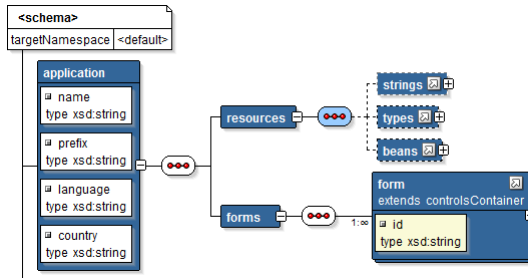 <schema>
targetNamespace <default>
application
name
type xsd:string
prefix
type xsd:string
language
type xsd:string
country
type xsd:string
resources
strings
types
beans
forms
1:∞
form
extends controlsContainer
id
type xsd:string